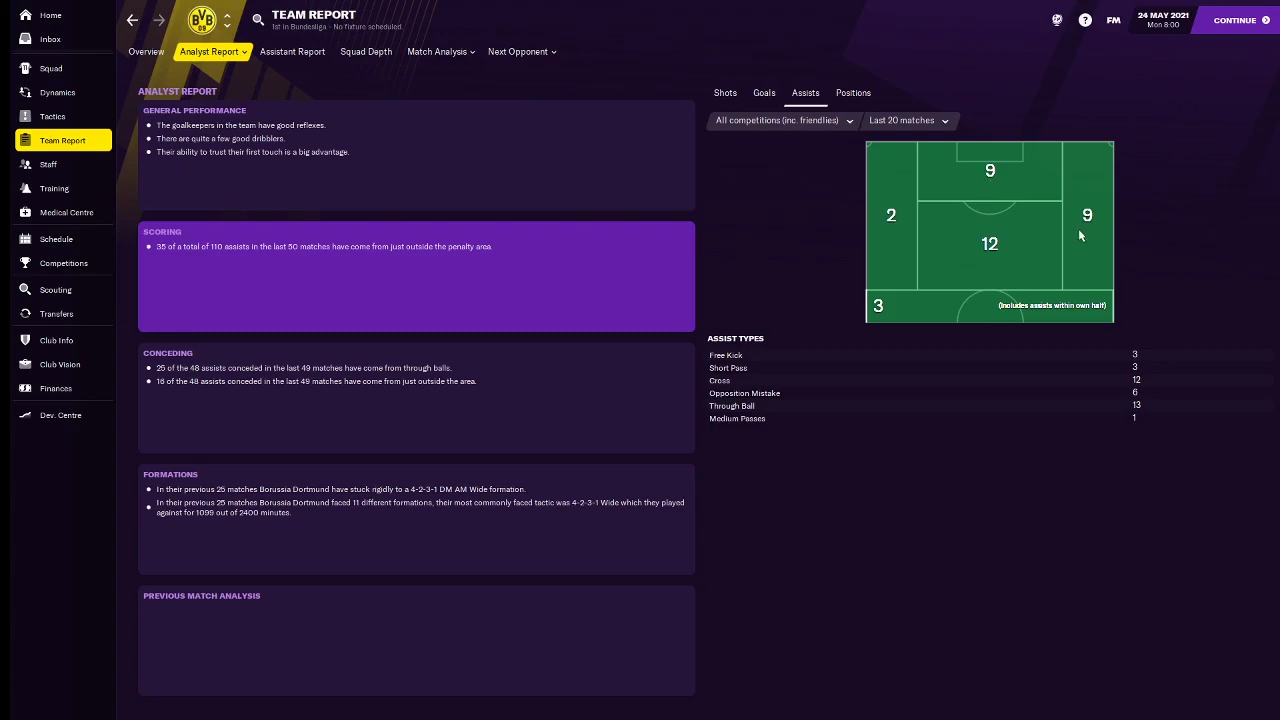 TEAM REPORT
1st in Bundesliga - No fixture scheduled.
24 MAY 2021
Mon 8:00
CONTINUE
FM
BVB
09
Home
Inbox
Squad
Dynamics
Tactics
Team Report
Staff
Training
Medical Centre
Schedule
Competitions
Scouting
Transfers
Club Info
Club Vision
Finances
Dev. Centre
Overview
Analyst Report
Assistant Report
Squad Depth
Match Analysis
Next Opponent
ANALYST REPORT
GENERAL PERFORMANCE
The goalkeepers in the team have good reflexes.
There are quite a few good dribblers.
Their ability to trust their first touch is a big advantage.
SCORING
35 of a total of 110 assists in the last 50 matches have come from just outside the penalty area.
CONCEDING
25 of the 48 assists conceded in the last 49 matches have come from through balls.
16 of the 48 assists conceded in the last 49 matches have come from just outside the area.
FORMATIONS
In their previous 25 matches Borussia Dortmund have stuck rigidly to a 4-2-3-1 DM AM Wide formation.
In their previous 25 matches Borussia Dortmund faced 11 different formations, their most commonly faced tactic was 4-2-3-1 Wide which they played
against for 1099 out of 2400 minutes.
PREVIOUS MATCH ANALYSIS
Shots
Goals
Assists
Positions
All competitions (inc. friendlies)
Last 20 matches
9
2
9
12
3
(Includes assists within own half)
ASSIST TYPES
Free Kick 3
Short Pass 3
Cross 12
Opposition Mistake 6
Through Ball 13
Medium Passes 1